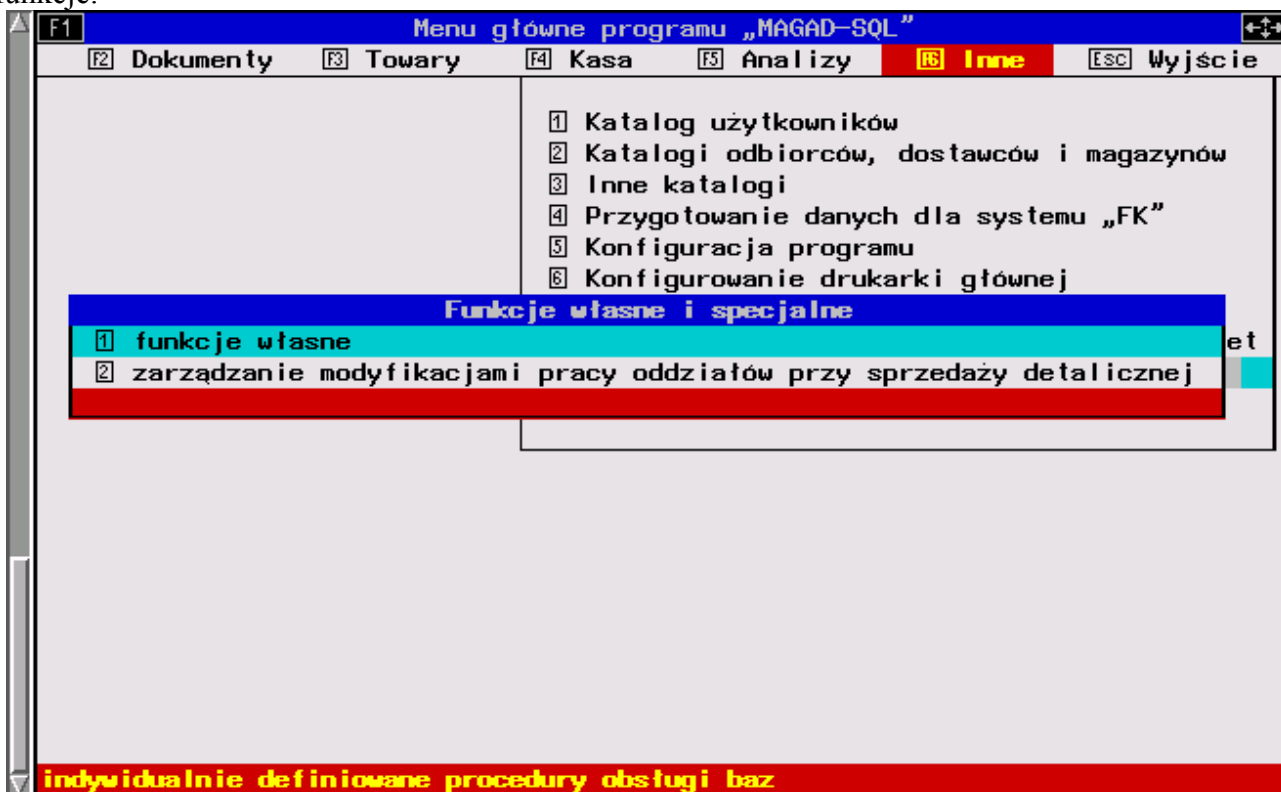 funkcje:
F1 Menu główne programu „MAGAD-SQL”
F2 Dokumenty F3 Towary F4 Kasa F5 Analizy F6 Inne ESC Wyjście
1 Katalog użytkowników
2 Katalogi odbiorców, dostawców i magazynów
3 Inne katalogi
4 Przygotowanie danych dla systemu „FK”
5 Konfiguracja programu
6 Konfigurowanie drukarki głównej
Funkcje własne i specjalne
1 funkcje własne et
2 zarządzanie modyfikacjami pracy oddziałów przy sprzedaży detalicznej
indywidualnie definiowane procedury obsługi baz